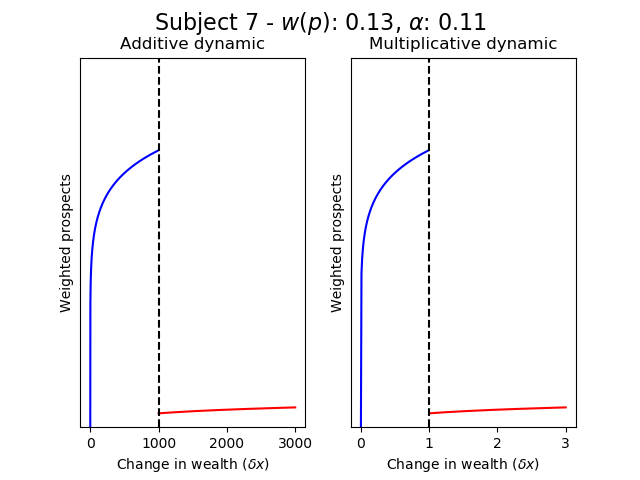 Subject 7 - w(p): 0.13, α: 0.11
Additive dynamic
Multiplicative dynamic
Weighted prospects
Weighted prospects
0 1000 2000 3000
0 1 2 3
Change in wealth (δx)
Change in wealth (δx)